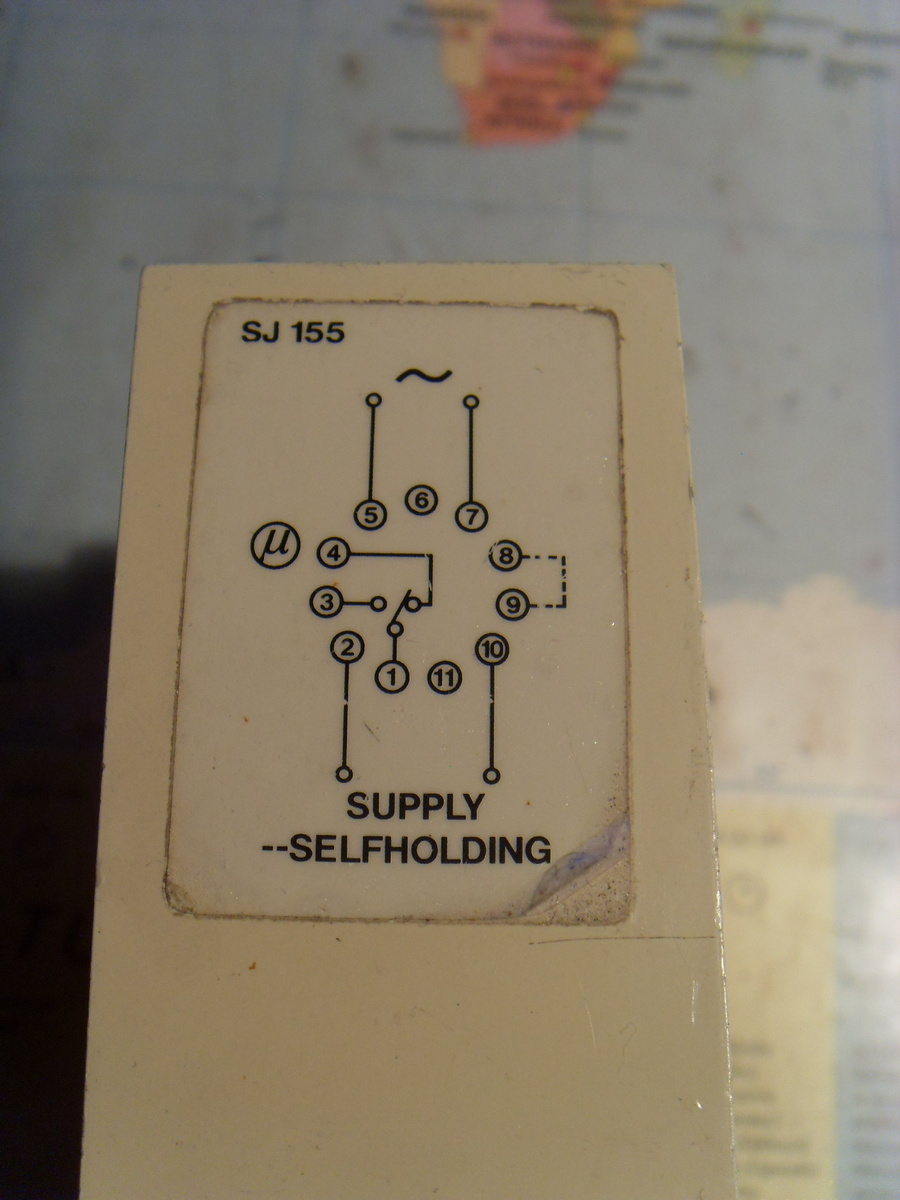 SJ 155
~
5 6 7
μ 4 8
3 9
2 10
1 11
SUPPLY
--SELFHOLDING